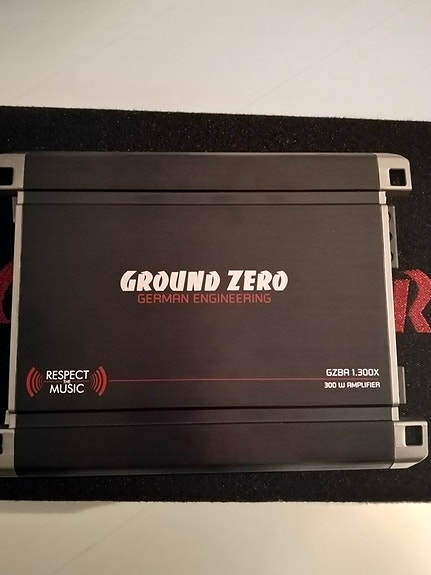 GROUND ZERO
GERMAN ENGINEERING
RESPECT
THE
MUSIC
GZBA 1.300X
300 W AMPLIFIER
R